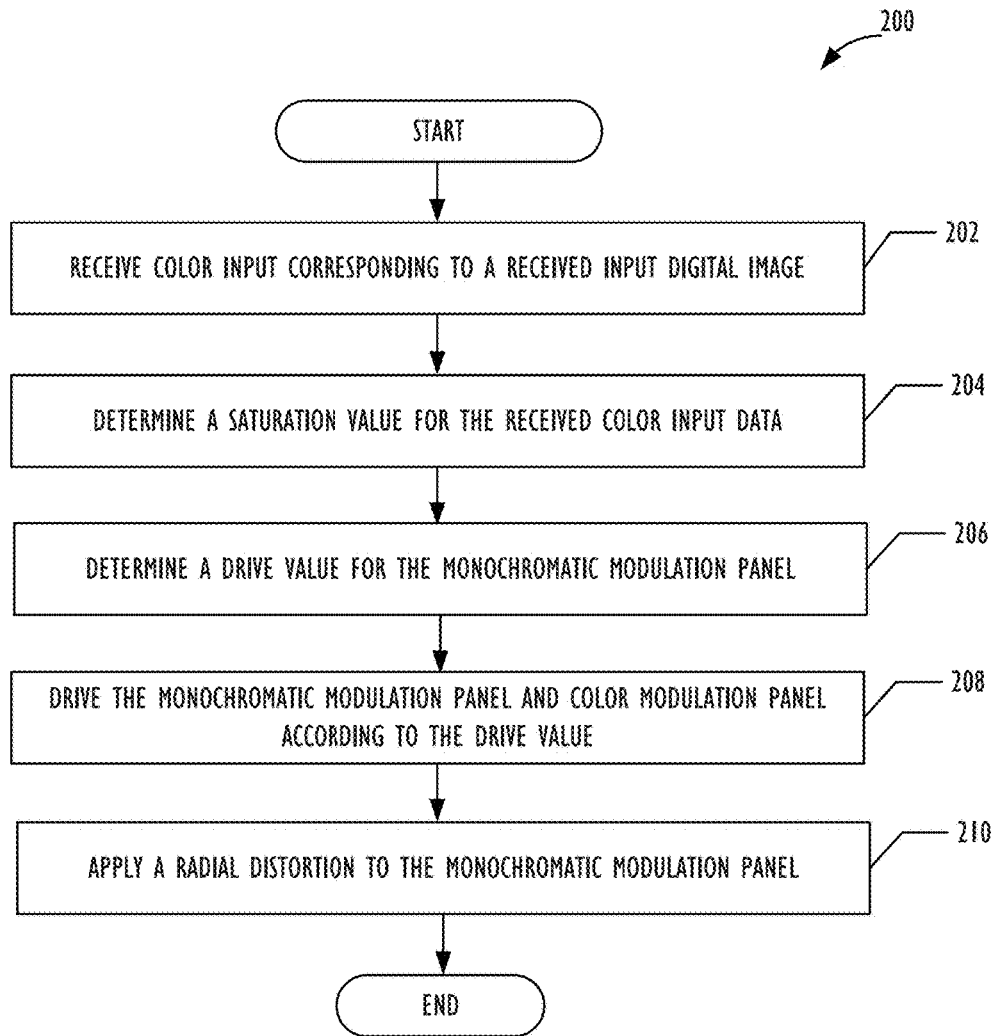 200
START
RECEIVE COLOR INPUT CORRESPONDING TO A RECEIVED INPUT DIGITAL IMAGE
202
DETERMINE A SATURATION VALUE FOR THE RECEIVED COLOR INPUT DATA
204
DETERMINE A DRIVE VALUE FOR THE MONOCHROMATIC MODULATION PANEL
206
DRIVE THE MONOCHROMATIC MODULATION PANEL AND COLOR MODULATION PANEL
ACCORDING TO THE DRIVE VALUE
208
APPLY A RADIAL DISTORTION TO THE MONOCHROMATIC MODULATION PANEL
210
END